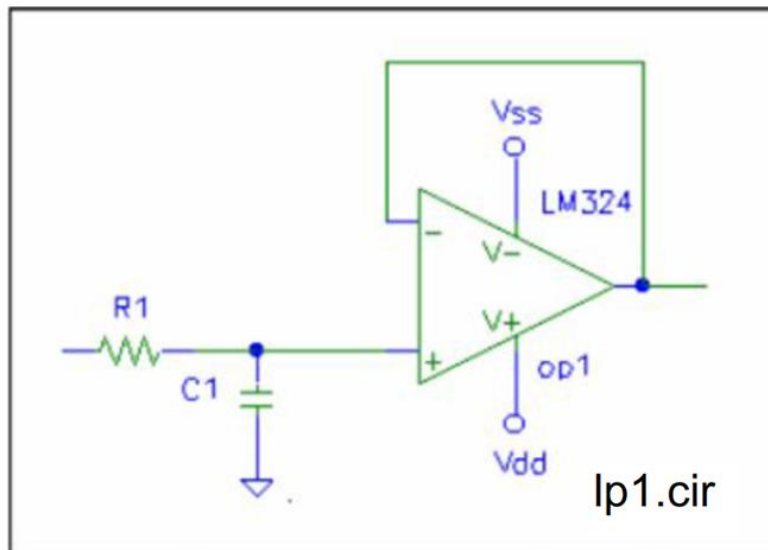 Vss
LM324
-
V-
R1
V+
+
op1
C1
Vdd
lp1.cir